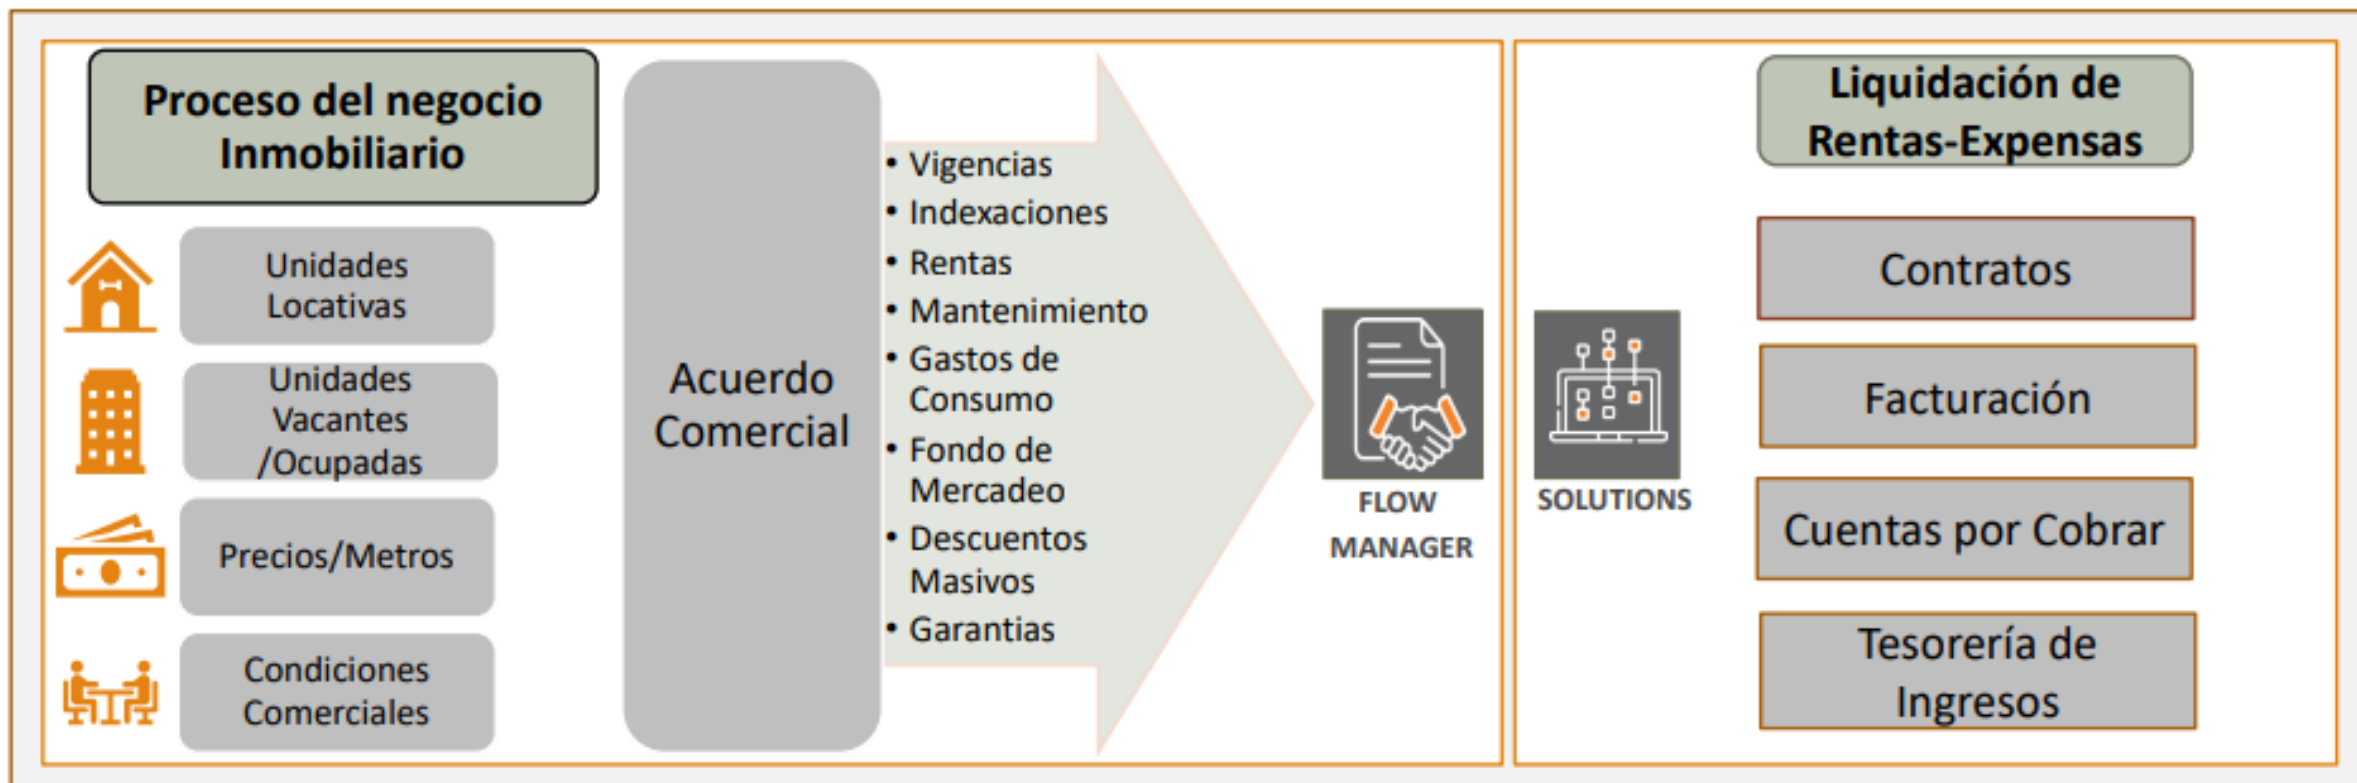 Proceso del negocio
Inmobiliario
Unidades
Locativas
Unidades
Vacantes
/Ocupadas
Precios/Metros
Condiciones
Comerciales
Acuerdo
Comercial
• Vigencias
• Indexaciones
• Rentas
• Mantenimiento
• Gastos de
Consumo
• Fondo de
Mercadeo
• Descuentos
Masivos
• Garantias
FLOW
MANAGER
SOLUTIONS
Liquidación de
Rentas-Expensas
Contratos
Facturación
Cuentas por Cobrar
Tesorería de
Ingresos